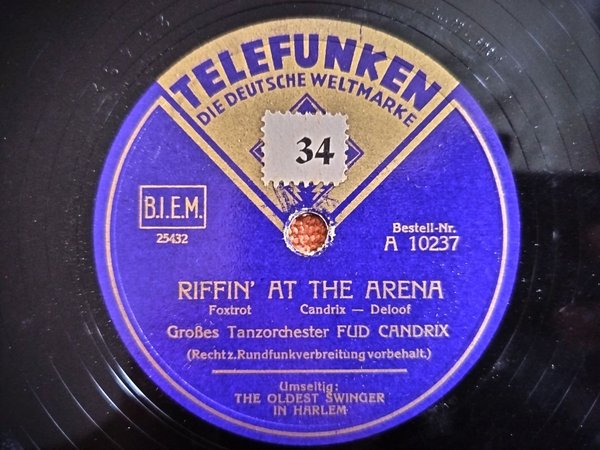 TELEFUNKEN
DIE DEUTSCHE WELTMARKE
34
B.I.E.M.
25432
Bestell-Nr.
A 10237
RIFFIN' AT THE ARENA
Foxtrot Candrix — Deloof
Großes Tanzorchester FUD CANDRIX
(Recht z. Rundfunkverbreitung vorbehalt.)
Umseitig:
THE OLDEST SWINGER
IN HARLEM